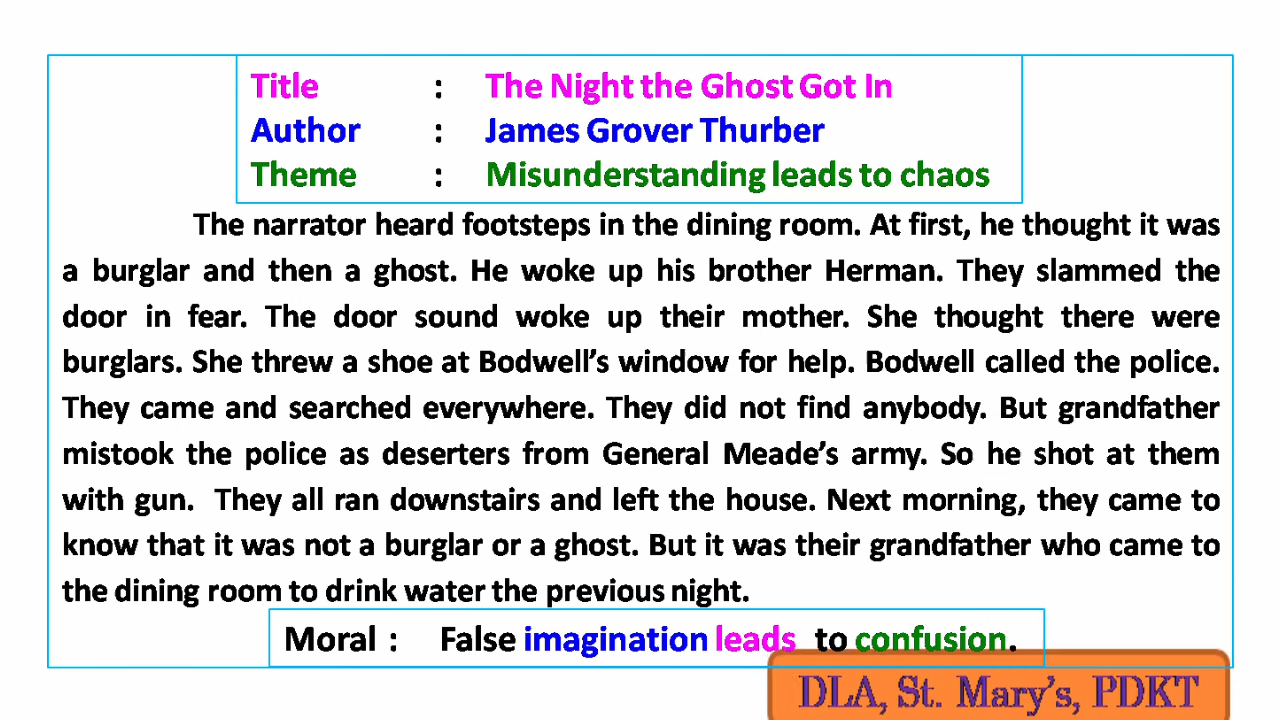 Title : The Night the Ghost Got In
Author : James Grover Thurber
Theme : Misunderstanding leads to chaos
The narrator heard footsteps in the dining room. At first, he thought it was
a burglar and then a ghost. He woke up his brother Herman. They slammed the
door in fear. The door sound woke up their mother. She thought there were
burglars. She threw a shoe at Bodwell’s window for help. Bodwell called the police.
They came and searched everywhere. They did not find anybody. But grandfather
mistook the police as deserters from General Meade’s army. So he shot at them
with gun. They all ran downstairs and left the house. Next morning, they came to
know that it was not a burglar or a ghost. But it was their grandfather who came to
the dining room to drink water the previous night.
Moral : False imagination leads to confusion.
DLA, St. Mary’s, PDKT